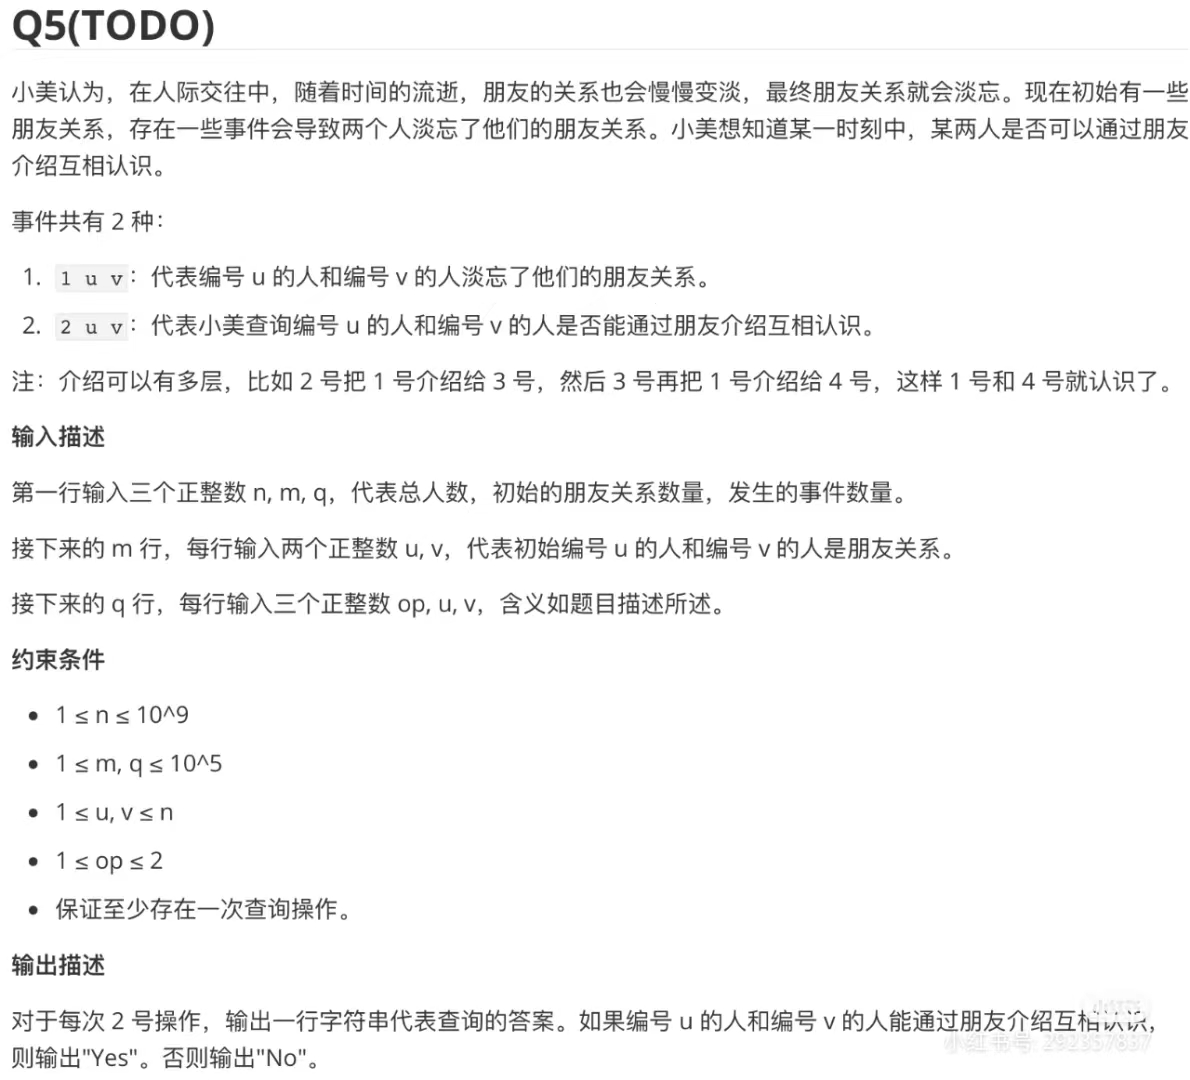 Q5(TODO)
小美认为，在人际交往中，随着时间的流逝，朋友的关系也会慢慢变淡，最终朋友关系就会淡忘。现在初始有一些
朋友关系，存在一些事件会导致两个人淡忘了他们的朋友关系。小美想知道某一时刻中，某两人是否可以通过朋友
介绍互相认识。
事件共有 2 种：
1. 1 u v：代表编号 u 的人和编号 v 的人淡忘了他们的朋友关系。
2. 2 u v：代表小美查询编号 u 的人和编号 v 的人是否能通过朋友介绍互相认识。
注：介绍可以有多层，比如 2 号把 1 号介绍给 3 号，然后 3 号再把 1 号介绍给 4 号，这样 1 号和 4 号就认识了。
输入描述
第一行输入三个正整数 n, m, q，代表总人数，初始的朋友关系数量，发生的事件数量。
接下来的 m 行，每行输入两个正整数 u, v，代表初始编号 u 的人和编号 v 的人是朋友关系。
接下来的 q 行，每行输入三个正整数 op, u, v，含义如题目描述所述。
约束条件
• 1 ≤ n ≤ 10^9
• 1 ≤ m, q ≤ 10^5
• 1 ≤ u, v ≤ n
• 1 ≤ op ≤ 2
• 保证至少存在一次查询操作。
输出描述
对于每次 2 号操作，输出一行字符串代表查询的答案。如果编号 u 的人和编号 v 的人能通过朋友介绍互相认识，
则输出"Yes"。否则输出"No"。
小红书
小红书号: 292357837